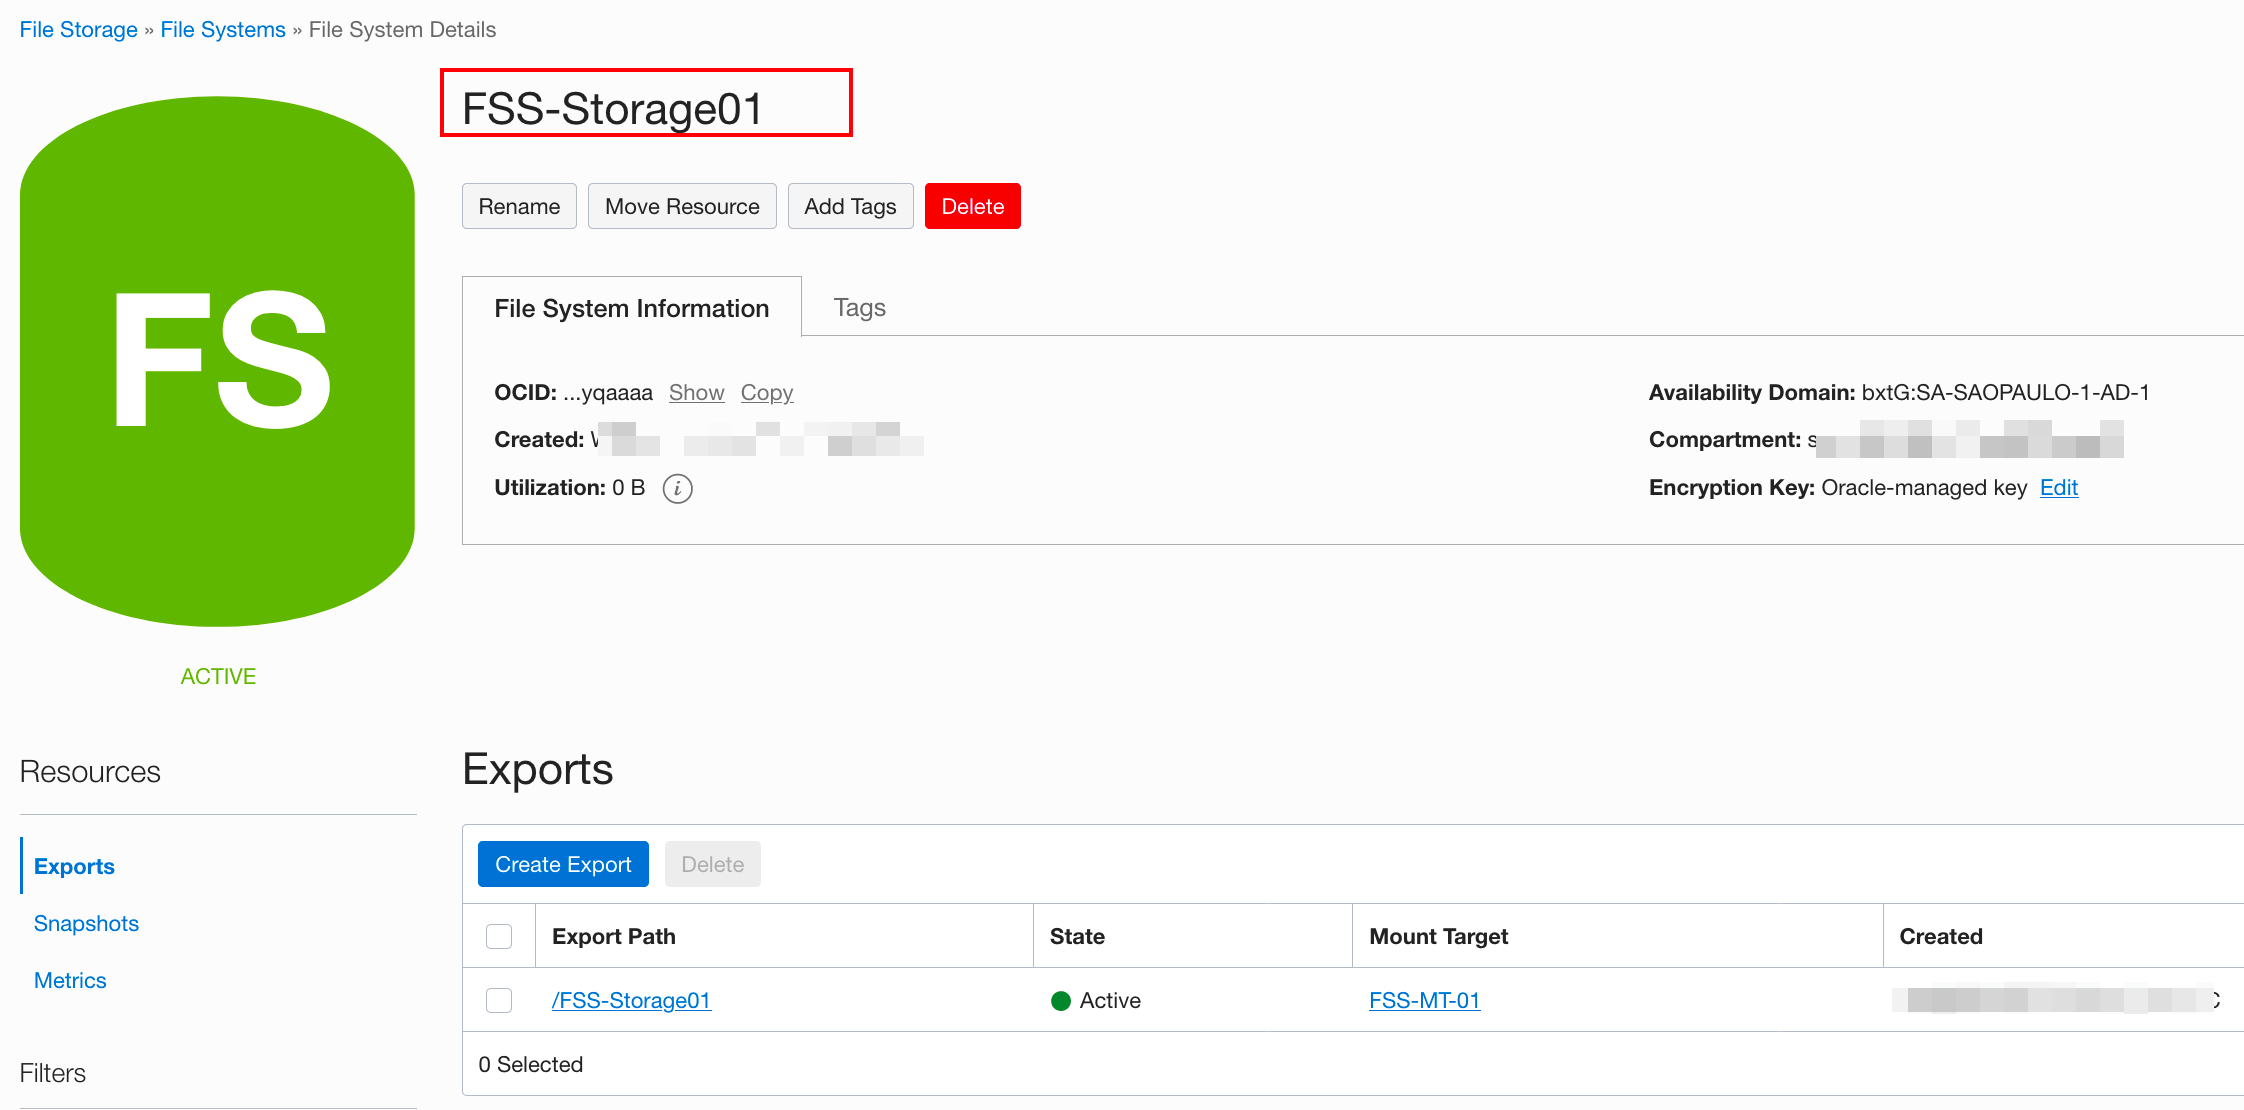 File Storage » File Systems » File System Details
FSS-Storage01
Rename Move Resource Add Tags Delete
FS
ACTIVE
File System Information Tags
OCID: ...yqaaaa Show Copy
Availability Domain: bxtG:SA-SAOPAULO-1-AD-1
Created:
Compartment:
Utilization: 0 B i
Encryption Key: Oracle-managed key Edit
Resources
Exports
Snapshots
Metrics
Filters
Exports
Create Export Delete
Export Path State Mount Target Created
/FSS-Storage01 Active FSS-MT-01
0 Selected